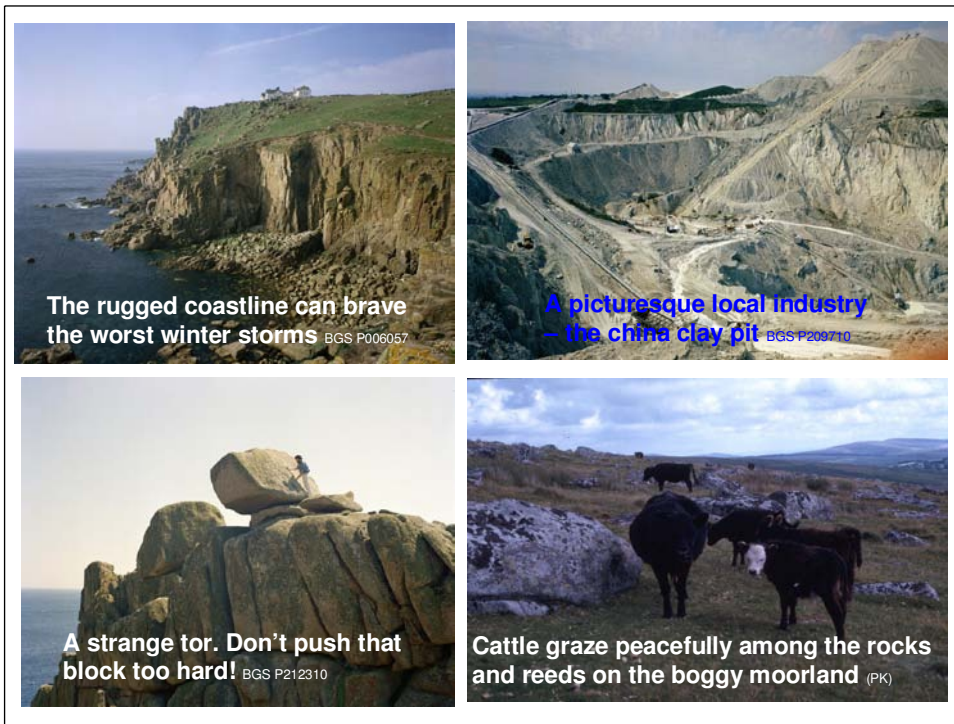 The rugged coastline can brave
the worst winter storms BGS P006057
A picturesque local industry
– the china clay pit BGS P209710
A strange tor. Don't push that
block too hard! BGS P212310
Cattle graze peacefully among the rocks
and reeds on the boggy moorland (PK)